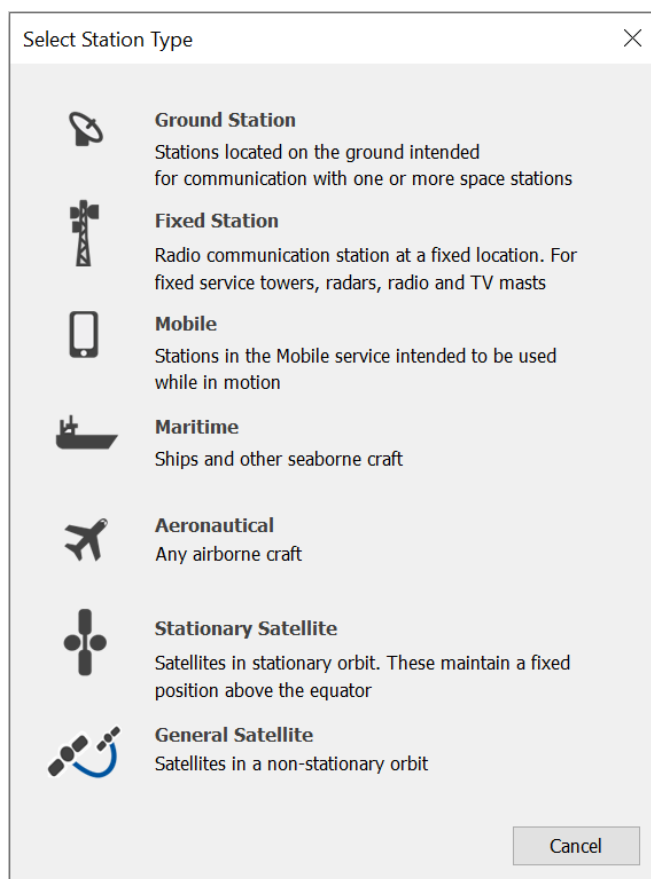 Select Station Type
Ground Station
Stations located on the ground intended
for communication with one or more space stations
Fixed Station
Radio communication station at a fixed location. For
fixed service towers, radars, radio and TV masts
Mobile
Stations in the Mobile service intended to be used
while in motion
Maritime
Ships and other seaborne craft
Aeronautical
Any airborne craft
Stationary Satellite
Satellites in stationary orbit. These maintain a fixed
position above the equator
General Satellite
Satellites in a non-stationary orbit
Cancel